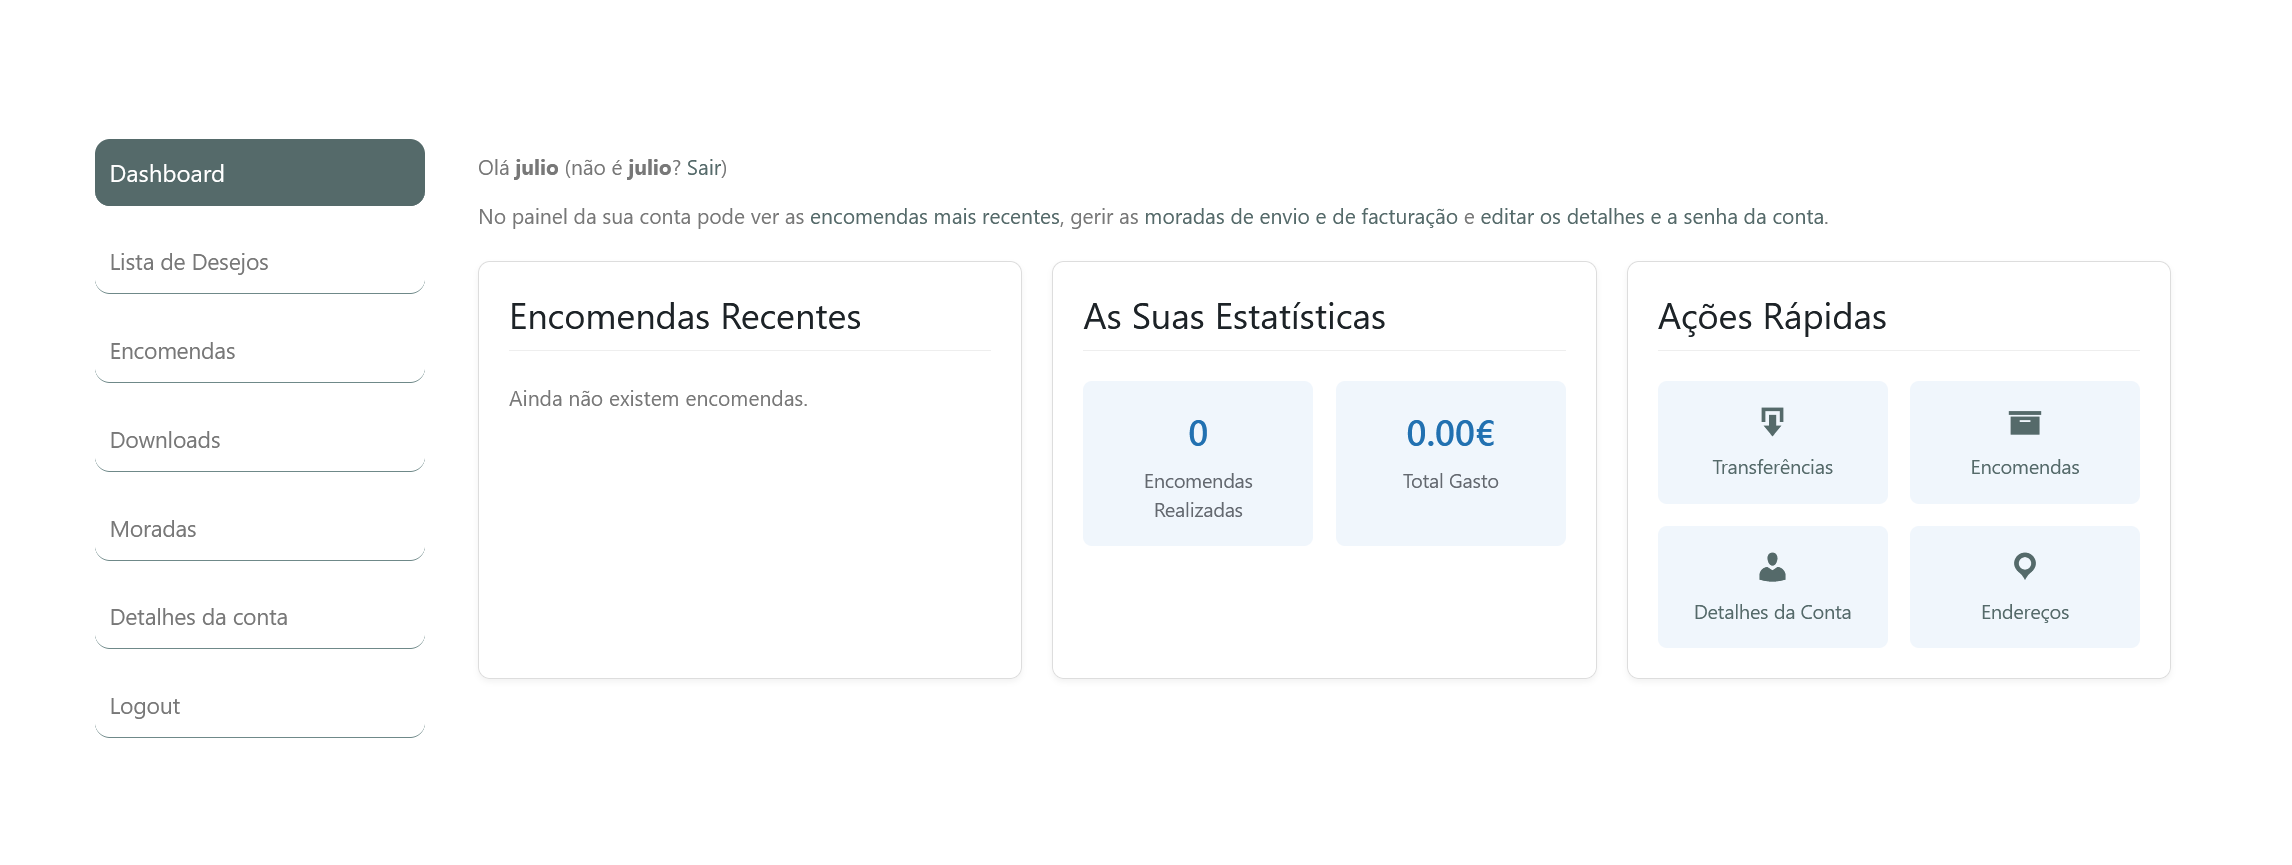 Dashboard
Lista de Desejos
Encomendas
Downloads
Moradas
Detalhes da conta
Logout
Olá julio (não é julio? Sair)
No painel da sua conta pode ver as encomendas mais recentes, gerir as moradas de envio e de facturação e editar os detalhes e a senha da conta.
Encomendas Recentes
Ainda não existem encomendas.
As Suas Estatísticas
0
Encomendas
Realizadas
0.00€
Total Gasto
Ações Rápidas
Transferências
Encomendas
Detalhes da Conta
Endereços